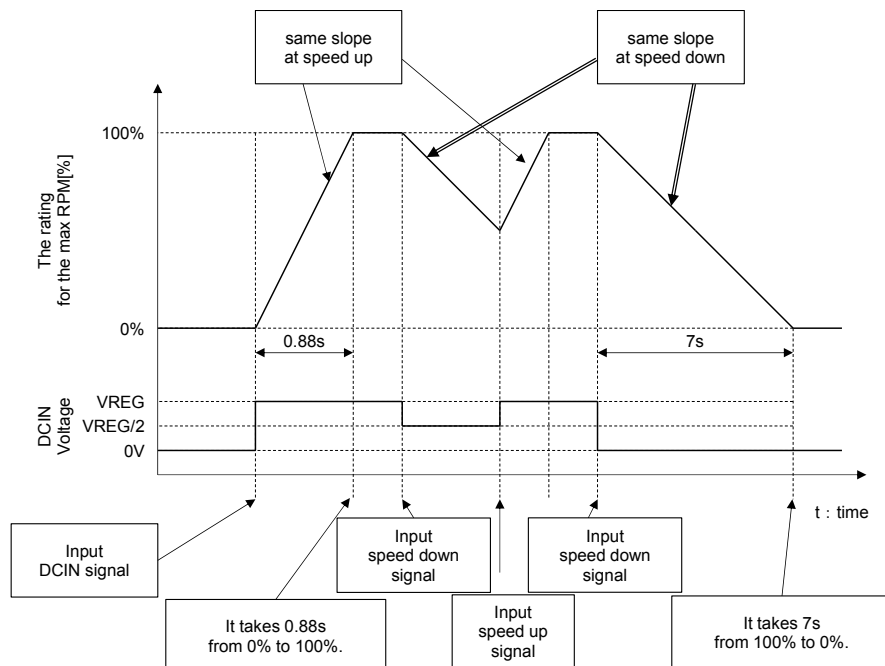 same slope
at speed up
same slope
at speed down
100%
The rating
for the max RPM[%]
0%
0.88s
7s
VREG
VREG/2
0V
DCIN
Voltage
t : time
Input
DCIN signal
Input
speed down
signal
Input
speed down
signal
It takes 0.88s
from 0% to 100%.
Input
speed up
signal
It takes 7s
from 100% to 0%.